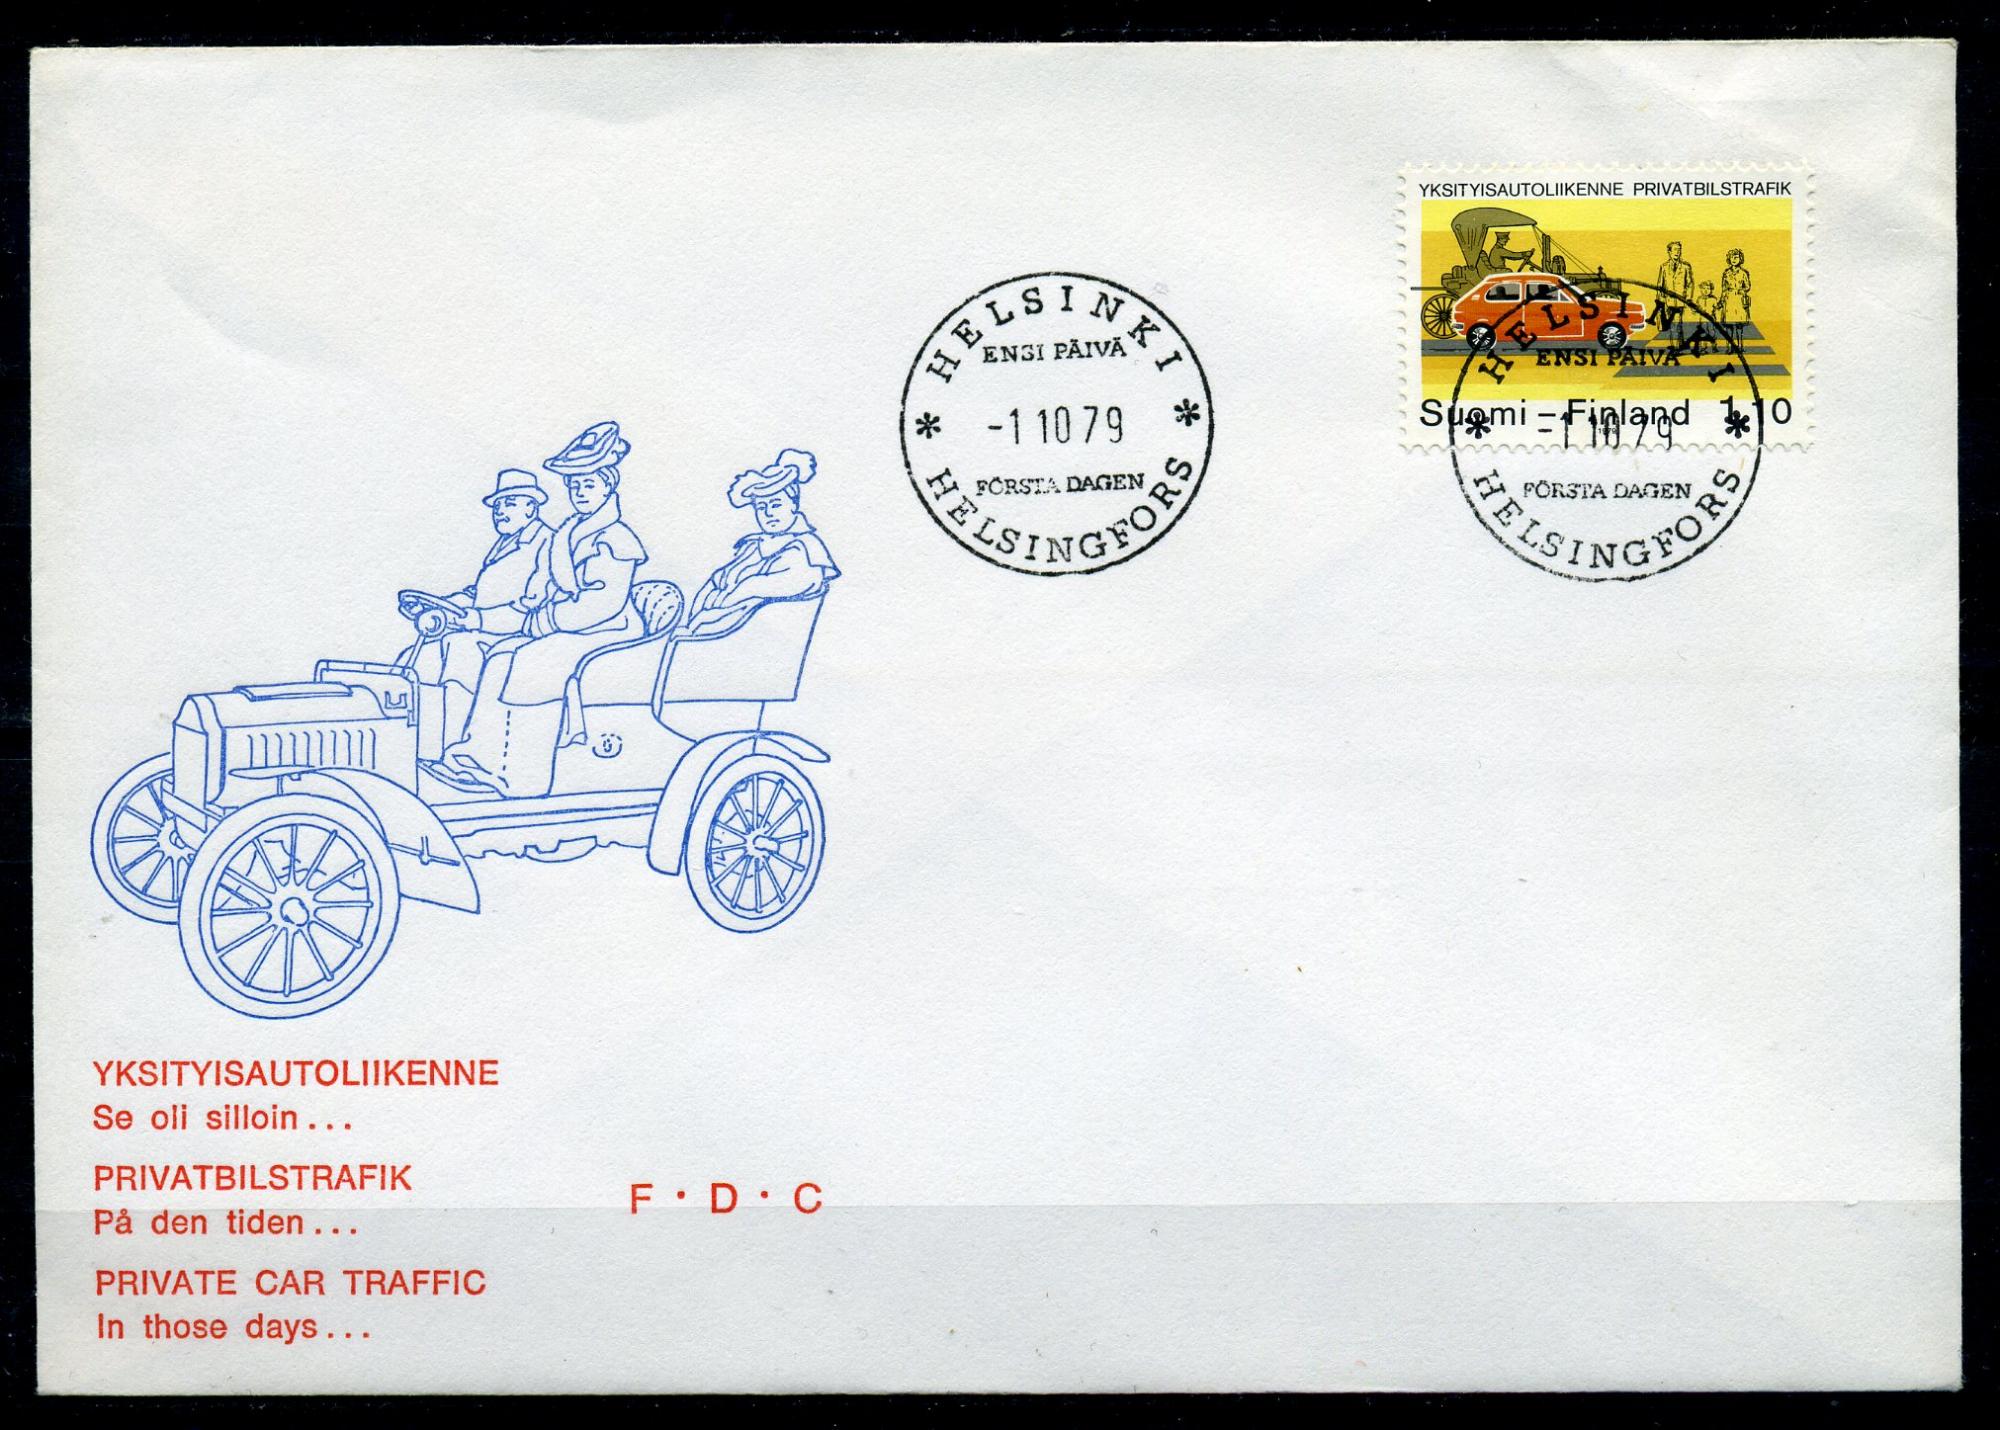 YKSITYISAUTOLIIKENNE PRIVATBILSTRAFIK
Suomi – Finland 1,10
HELSINKI
ENSI PÄIVÄ
* -1 10 79 *
FÖRSTA DAGEN
HELSINGFORS
HELSINKI
ENSI PÄIVÄ
* -1 10 79 *
FÖRSTA DAGEN
HELSINGFORS
YKSITYISAUTOLIIKENNE
Se oli silloin...
PRIVATBILSTRAFIK
På den tiden...
PRIVATE CAR TRAFFIC
In those days...
F · D · C